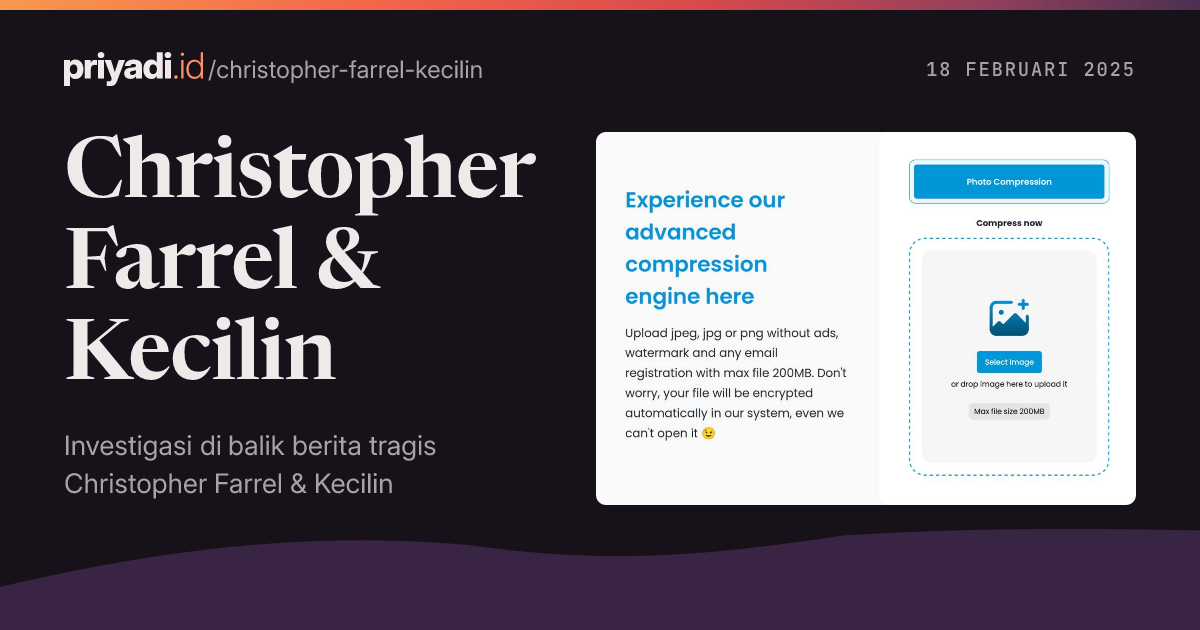 priyadi.id/christopher-farrel-kecilin
18 FEBRUARI 2025
Christopher
Farrel &
Kecilin
Investigasi di balik berita tragis
Christopher Farrel & Kecilin
Experience our
advanced
compression
engine here
Upload jpeg, jpg or png without ads,
watermark and any email
registration with max file 200MB. Don't
worry, your file will be encrypted
automatically in our system, even we
can't open it 😉
Photo Compression
Compress now
Select Image
or drop image here to upload it
Max file size 200MB